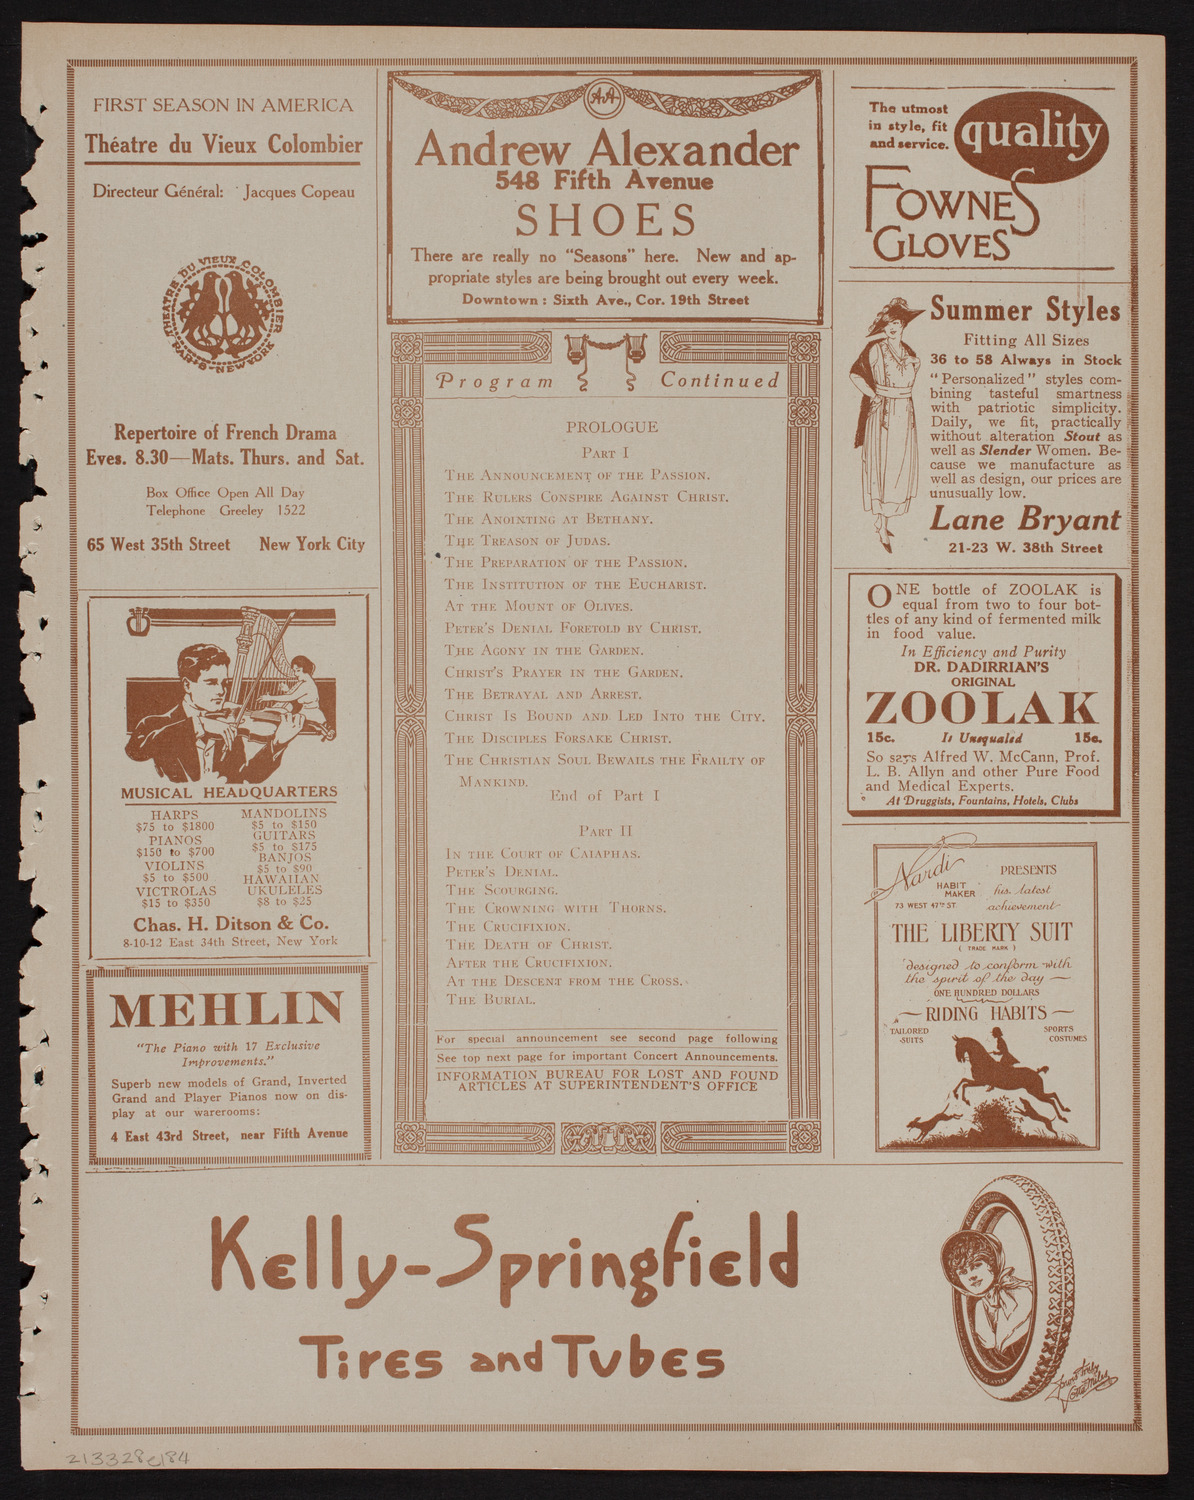 FIRST SEASON IN AMERICA
Théatre du Vieux Colombier
Directeur Général: Jacques Copeau
THEATRE DU VIEUX COLOMBIER
PARIS-NEW YORK
Repertoire of French Drama
Eves. 8.30—Mats. Thurs. and Sat.
Box Office Open All Day
Telephone Greeley 1522
65 West 35th Street New York City
MUSICAL HEADQUARTERS
HARPS
$75 to $1800
PIANOS
$150 to $700
VIOLINS
$5 to $500
VICTROLAS
$15 to $350
MANDOLINS
$5 to $150
GUITARS
$5 to $175
BANJOS
$5 to $90
HAWAIIAN
UKULELES
$8 to $25
Chas. H. Ditson & Co.
8-10-12 East 34th Street, New York
MEHLIN
"The Piano with 17 Exclusive
Improvements."
Superb new models of Grand, Inverted
Grand and Player Pianos now on dis-
play at our warerooms:
4 East 43rd Street, near Fifth Avenue
AA
Andrew Alexander
548 Fifth Avenue
SHOES
There are really no "Seasons" here. New and ap-
propriate styles are being brought out every week.
Downtown: Sixth Ave., Cor. 19th Street
Program Continued
PROLOGUE
PART I
THE ANNOUNCEMENT OF THE PASSION.
THE RULERS CONSPIRE AGAINST CHRIST.
THE ANOINTING AT BETHANY.
THE TREASON OF JUDAS.
THE PREPARATION OF THE PASSION.
THE INSTITUTION OF THE EUCHARIST.
AT THE MOUNT OF OLIVES.
PETER'S DENIAL FORETOLD BY CHRIST.
THE AGONY IN THE GARDEN.
CHRIST'S PRAYER IN THE GARDEN.
THE BETRAYAL AND ARREST.
CHRIST IS BOUND AND LED INTO THE CITY.
THE DISCIPLES FORSAKE CHRIST.
THE CHRISTIAN SOUL BEWAILS THE FRAILTY OF
MANKIND.
End of Part I
PART II
IN THE COURT OF CAIAPHAS.
PETER'S DENIAL.
THE SCOURGING.
THE CROWNING WITH THORNS.
THE CRUCIFIXION.
THE DEATH OF CHRIST.
AFTER THE CRUCIFIXION.
AT THE DESCENT FROM THE CROSS.
THE BURIAL.
For special announcement see second page following
See top next page for important Concert Announcements.
INFORMATION BUREAU FOR LOST AND FOUND
ARTICLES AT SUPERINTENDENT'S OFFICE
The utmost
in style, fit
and service.
quality
FOWNES
GLOVES
Summer Styles
Fitting All Sizes
36 to 58 Always in Stock
"Personalized" styles com-
bining tasteful smartness
with patriotic simplicity.
Daily, we fit, practically
without alteration Stout as
well as Slender Women. Be-
cause we manufacture as
well as design, our prices are
unusually low.
Lane Bryant
21-23 W. 38th Street
ONE bottle of ZOOLAK is
equal from two to four bot-
tles of any kind of fermented milk
in food value.
In Efficiency and Purity
DR. DADIRRIAN'S
ORIGINAL
ZOOLAK
15c. Is Unequaled 15c.
So says Alfred W. McCann, Prof.
L. B. Allyn and other Pure Food
and Medical Experts.
At Druggists, Fountains, Hotels, Clubs
Nardi
HABIT
MAKER
73 WEST 47TH ST.
PRESENTS
his latest
achievement
THE LIBERTY SUIT
( TRADE MARK )
designed to conform with
the spirit of the day —
ONE HUNDRED DOLLARS
— RIDING HABITS —
TAILORED
SUITS
SPORTS
COSTUMES
Kelly-Springfield
Tires and Tubes
Yours truly
Lotta Miles
213328e184